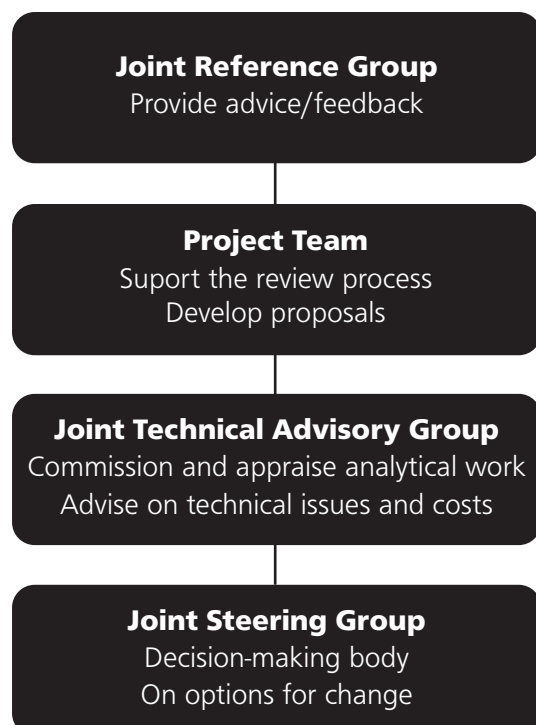 Joint Reference Group
Provide advice/feedback
Project Team
Suport the review process
Develop proposals
Joint Technical Advisory Group
Commission and appraise analytical work
Advise on technical issues and costs
Joint Steering Group
Decision-making body
On options for change